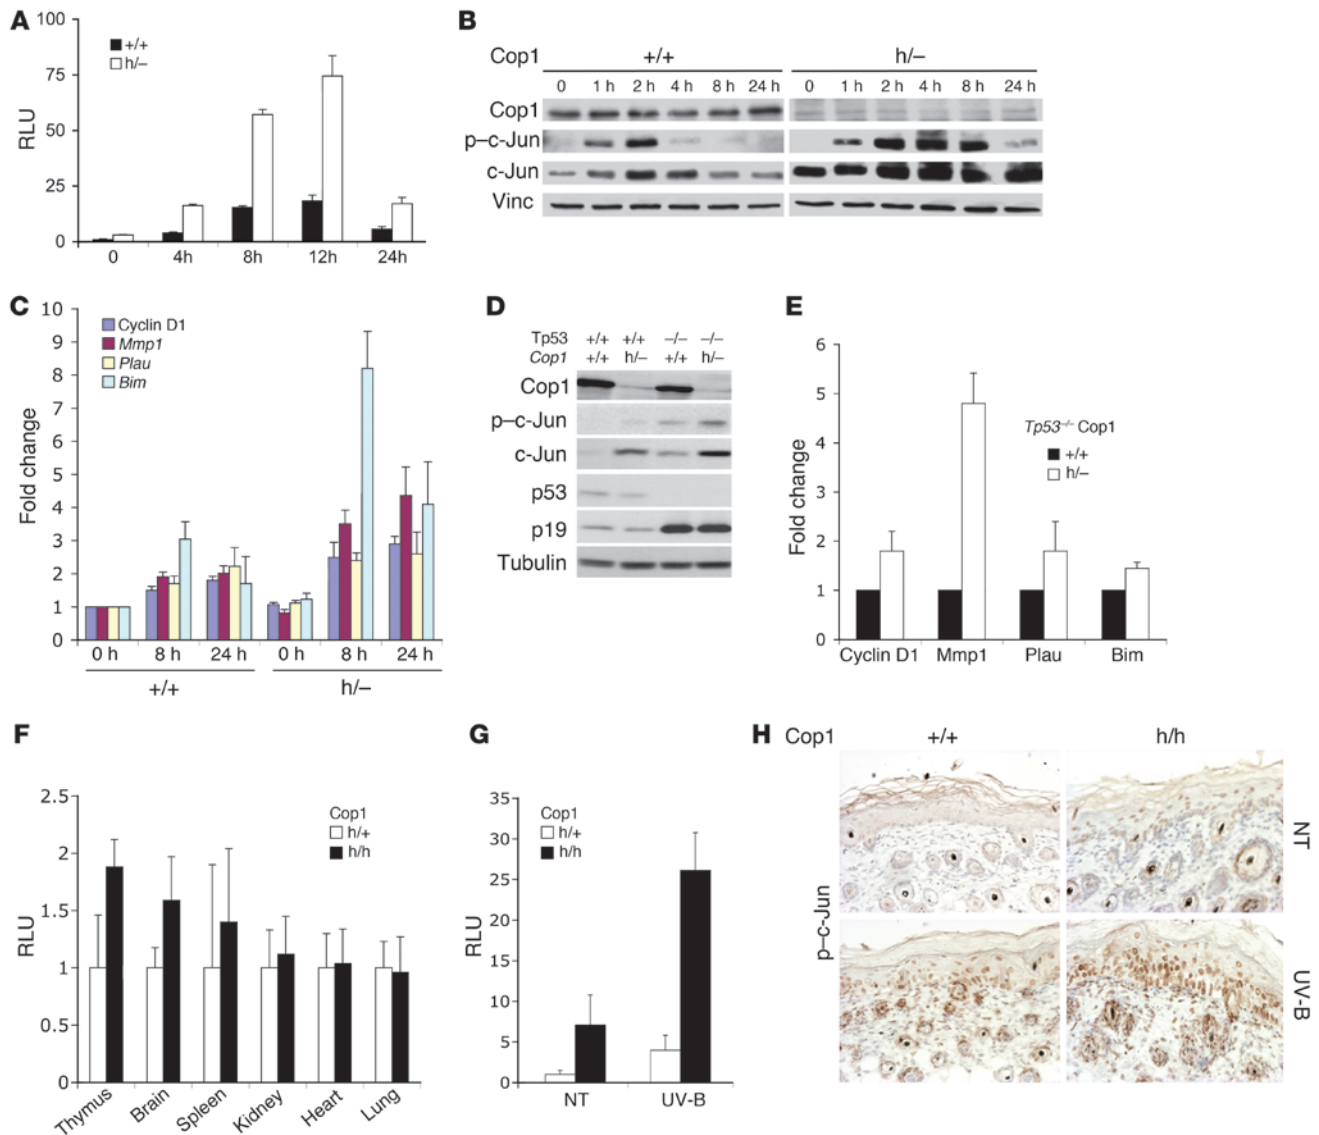 A
100
75
50
25
0
RLU
+/+
h/–
0 4h 8h 12h 24h
B
Cop1 +/+ h/–
0 1 h 2 h 4 h 8 h 24 h 0 1 h 2 h 4 h 8 h 24 h
Cop1
p–c-Jun
c-Jun
Vinc
C
10
9
8
7
6
5
4
3
2
1
0
Fold change
Cyclin D1
Mmp1
Plau
Bim
0 h 8 h 24 h 0 h 8 h 24 h
+/+ h/–
D
Tp53 +/+ +/+ –/– –/–
Cop1 +/+ h/– +/+ h/–
Cop1
p–c-Jun
c-Jun
p53
p19
Tubulin
E
6
5
4
3
2
1
0
Fold change
Tp53–/– Cop1
+/+
h/–
Cyclin D1 Mmp1 Plau Bim
F
2.5
2
1.5
1
0.5
0
RLU
Cop1
h/+
h/h
Thymus Brain Spleen Kidney Heart Lung
G
35
30
25
20
15
10
5
0
RLU
Cop1
h/+
h/h
NT UV-B
H
Cop1 +/+ h/h
p–c-Jun
NT
UV-B